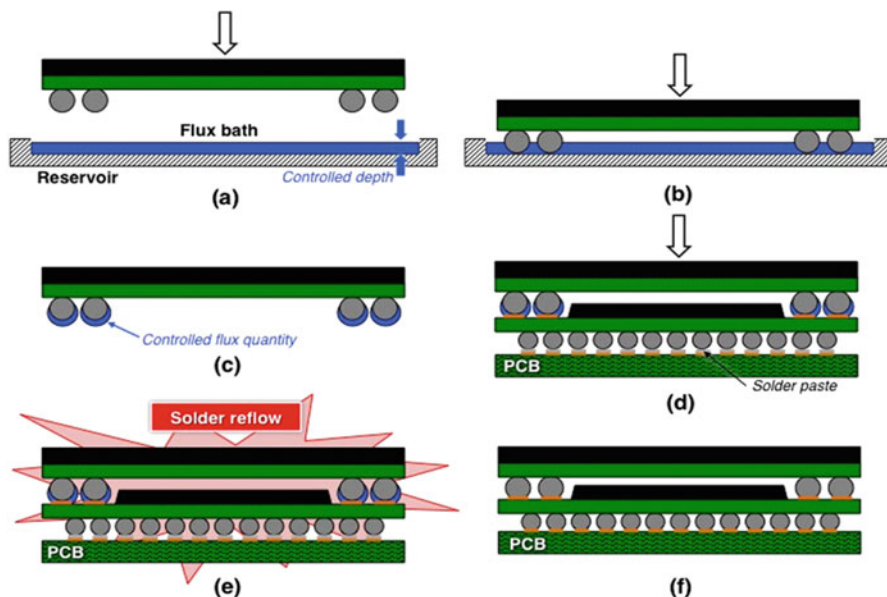 Flux bath
Reservoir
Controlled depth
(a)
(b)
Controlled flux quantity
(c)
PCB
Solder paste
(d)
Solder reflow
PCB
(e)
PCB
(f)